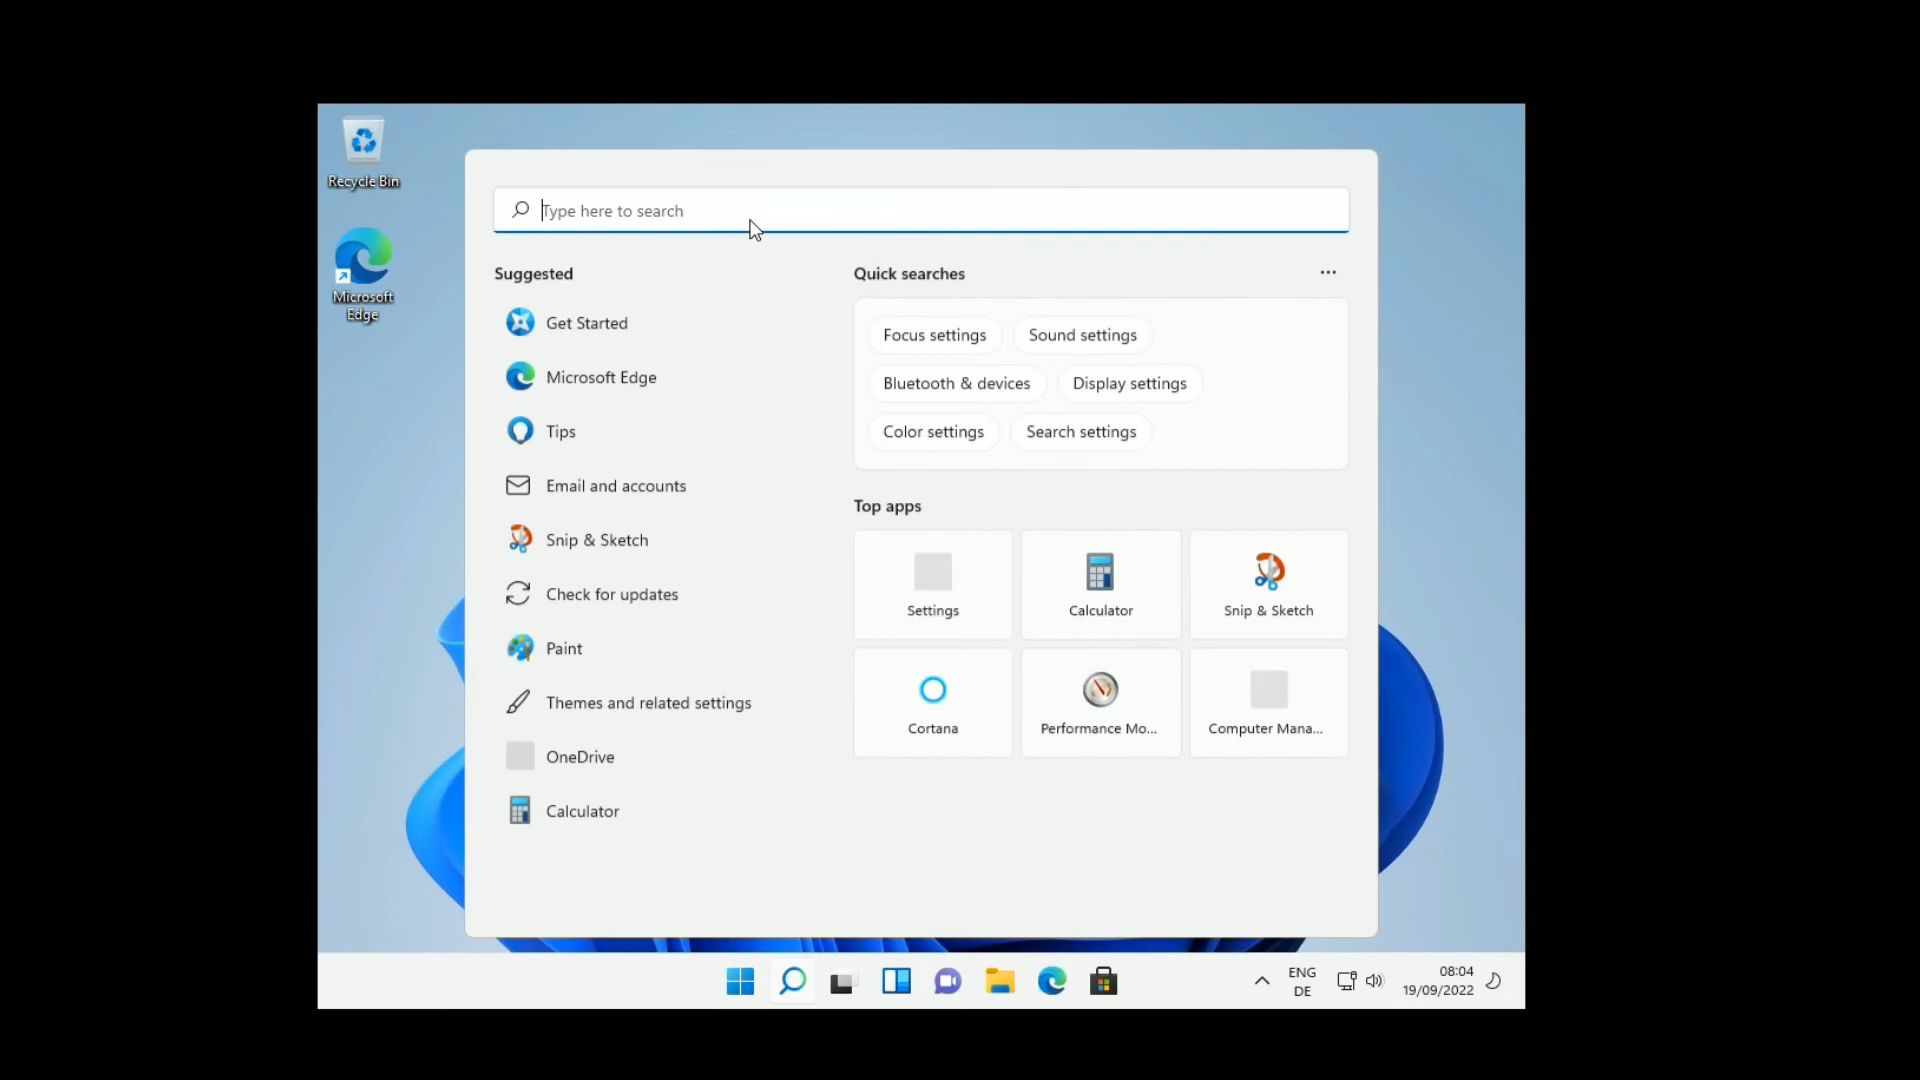 Recycle Bin
Microsoft
Edge
Type here to search
Suggested
Get Started
Microsoft Edge
Tips
Email and accounts
Snip & Sketch
Check for updates
Paint
Themes and related settings
OneDrive
Calculator
Quick searches
Focus settings
Sound settings
Bluetooth & devices
Display settings
Color settings
Search settings
Top apps
Settings
Calculator
Snip & Sketch
Cortana
Performance Mo...
Computer Mana...
ENG
DE
08:04
19/09/2022